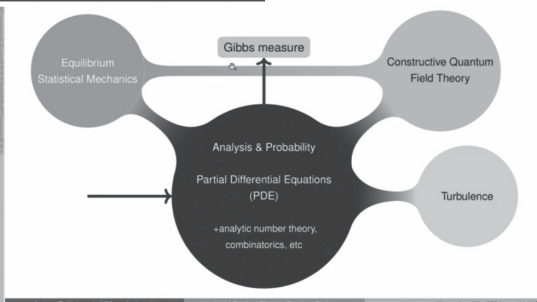 Gibbs measure
Equilibrium
Statistical Mechanics
Constructive Quantum
Field Theory
Analysis & Probability
Partial Differential Equations
(PDE)
+analytic number theory,
combinatorics, etc
Turbulence